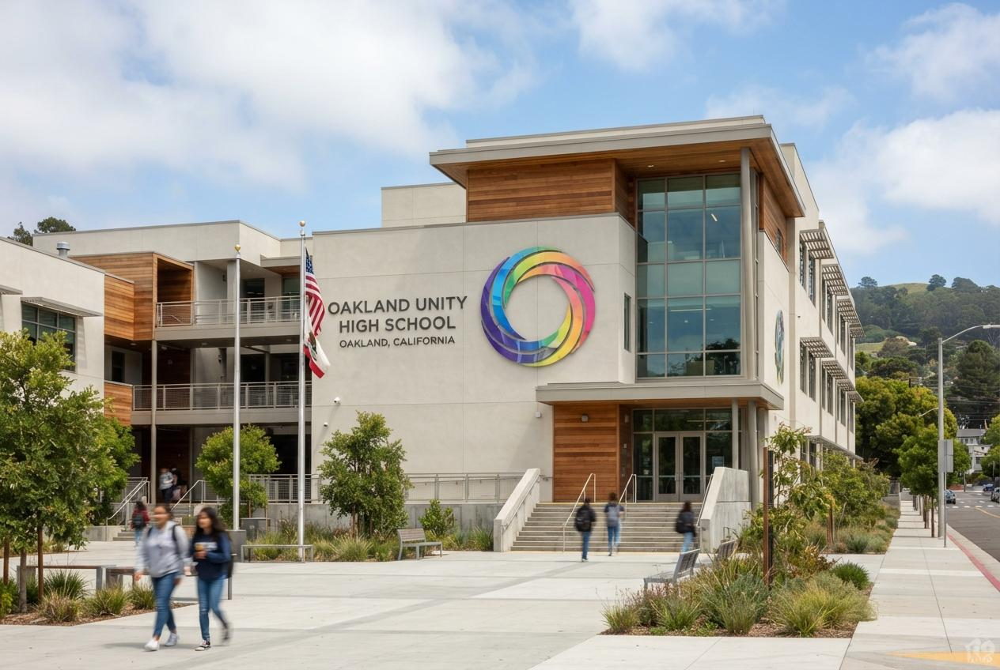 OAKLAND UNITY
HIGH SCHOOL
OAKLAND, CALIFORNIA